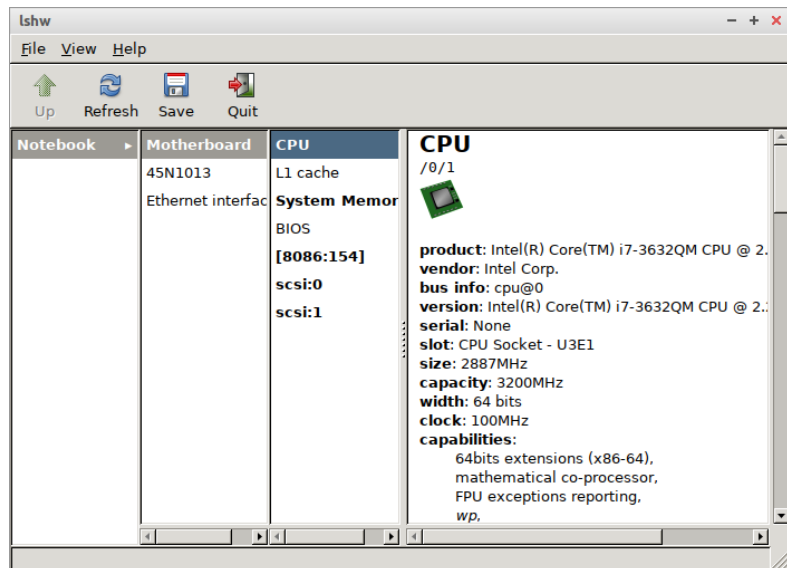 lshw
File View Help
Up Refresh Save Quit
Notebook
Motherboard
45N1013
Ethernet interfac
CPU
L1 cache
System Memor
BIOS
[8086:154]
scsi:0
scsi:1
CPU
/0/1
product: Intel(R) Core(TM) i7-3632QM CPU @ 2.
vendor: Intel Corp.
bus info: cpu@0
version: Intel(R) Core(TM) i7-3632QM CPU @ 2.
serial: None
slot: CPU Socket - U3E1
size: 2887MHz
capacity: 3200MHz
width: 64 bits
clock: 100MHz
capabilities:
64bits extensions (x86-64),
mathematical co-processor,
FPU exceptions reporting,
wp,